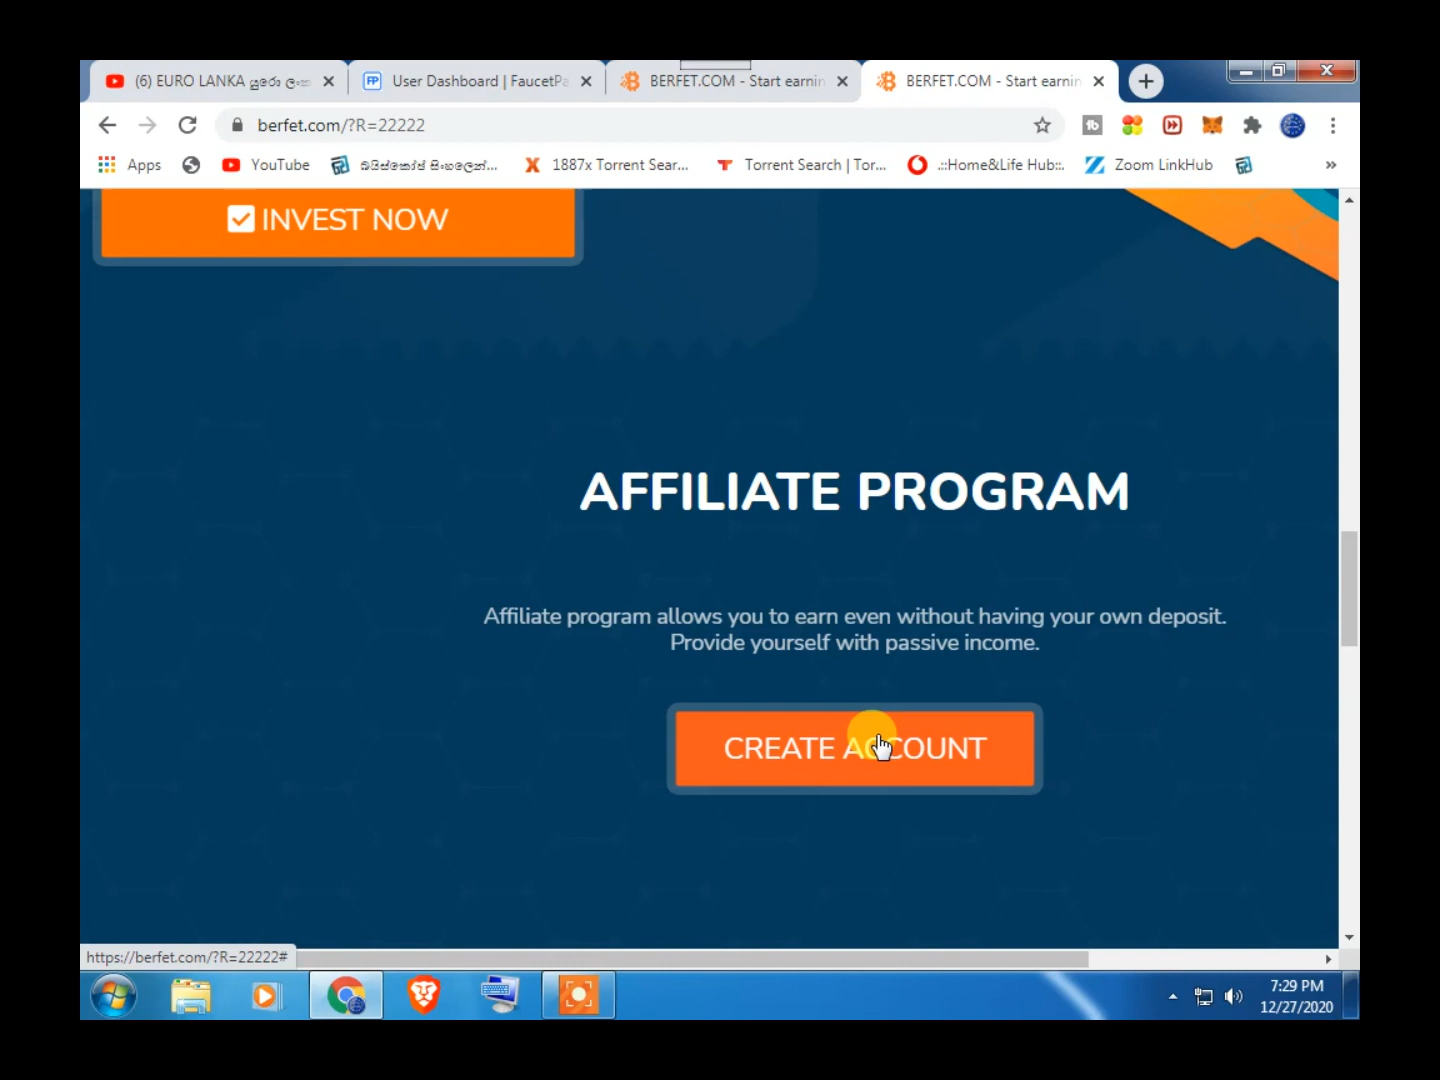 (6) EURO LANKA යුරෝ ලංක
User Dashboard | FaucetPa
BERFET.COM - Start earnin
BERFET.COM - Start earnin
berfet.com/?R=22222
Apps
YouTube
1887x Torrent Sear...
Torrent Search | Tor...
.::Home&Life Hub::.
Zoom LinkHub
»
INVEST NOW
AFFILIATE PROGRAM
Affiliate program allows you to earn even without having your own deposit.
Provide yourself with passive income.
CREATE ACCOUNT
https://berfet.com/?R=22222#
7:29 PM
12/27/2020